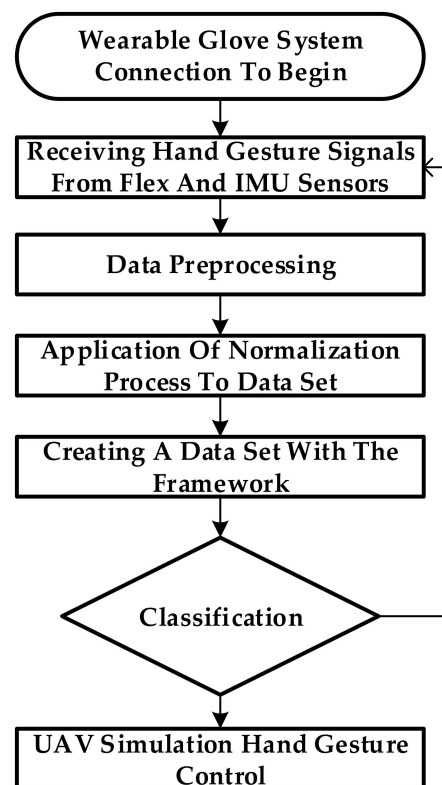 Wearable Glove System
Connection To Begin
Receiving Hand Gesture Signals
From Flex And IMU Sensors
Data Preprocessing
Application Of Normalization
Process To Data Set
Creating A Data Set With The
Framework
Classification
UAV Simulation Hand Gesture
Control